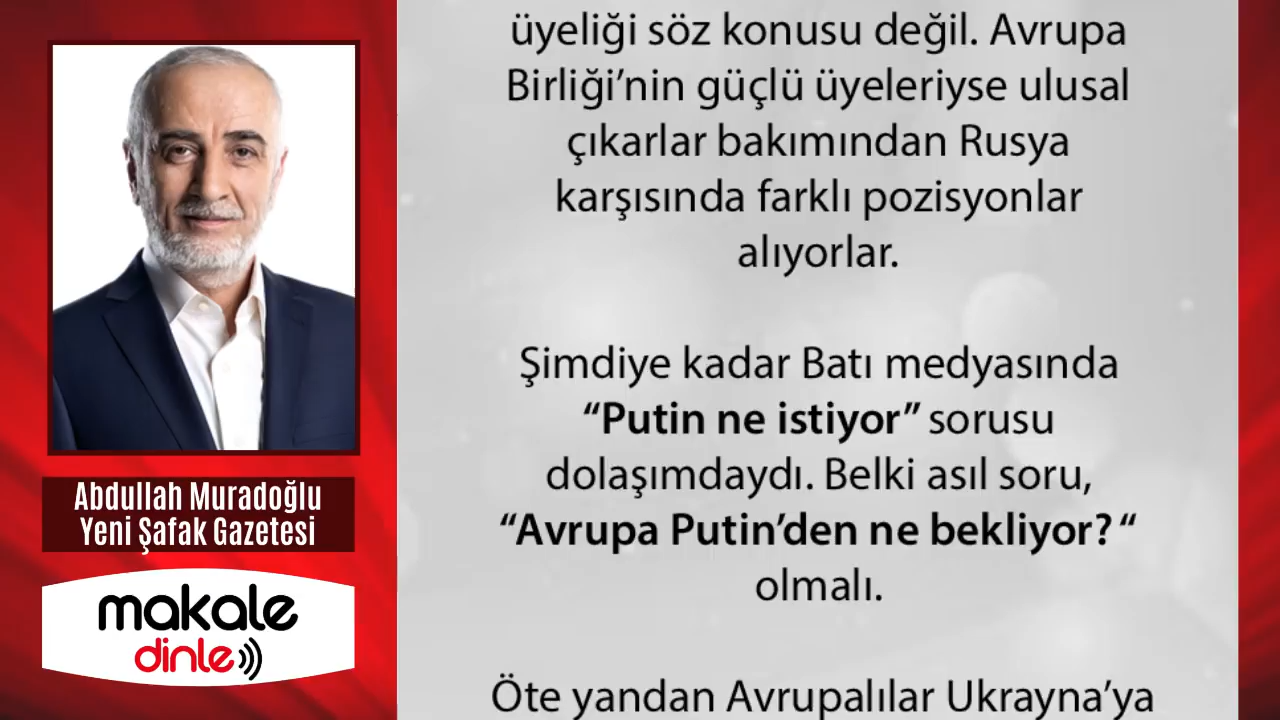 üyeliği söz konusu değil. Avrupa
Birliği’nin güçlü üyeleriyse ulusal
çıkarlar bakımından Rusya
karşısında farklı pozisyonlar
alıyorlar.
Şimdiye kadar Batı medyasında
“Putin ne istiyor” sorusu
dolaşımdaydı. Belki asıl soru,
“Avrupa Putin’den ne bekliyor? “
olmalı.
Öte yandan Avrupalılar Ukrayna’ya
Abdullah Muradoğlu
Yeni Şafak Gazetesi
makale
dinle